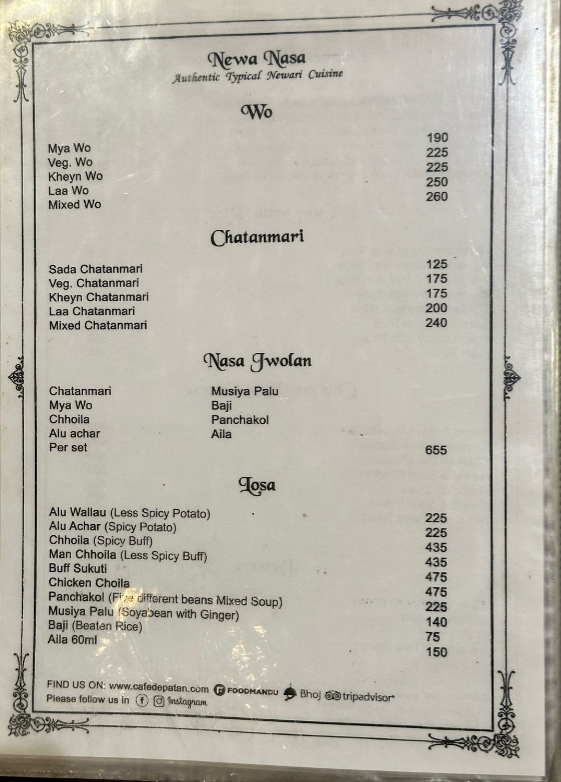 Newa Nasa
Authentic Typical Newari Cuisine
Wo
Mya Wo 190
Veg. Wo 225
Kheyn Wo 225
Laa Wo 250
Mixed Wo 260
Chatanmari
Sada Chatanmari 125
Veg. Chatanmari 175
Kheyn Chatanmari 175
Laa Chatanmari 200
Mixed Chatanmari 240
Nasa Jwolan
Chatanmari Musiya Palu
Mya Wo Baji
Chhoila Panchakol
Alu achar Aila
Per set 655
Losa
Alu Wallau (Less Spicy Potato) 225
Alu Achar (Spicy Potato) 225
Chhoila (Spicy Buff) 435
Man Chhoila (Less Spicy Buff) 435
Buff Sukuti 475
Chicken Choila 475
Panchakol (Five different beans Mixed Soup) 225
Musiya Palu (Soyabean with Ginger) 140
Baji (Beaten Rice) 75
Aila 60ml 150
FIND US ON: www.cafedepatan.com FOODMANDU Bhoj tripadvisor
Please follow us in Instagram